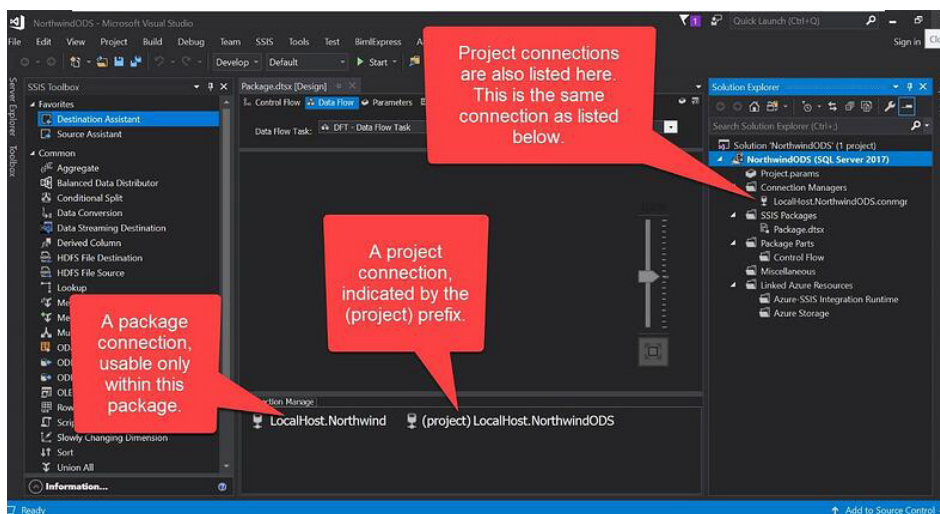 NorthwindODS - Microsoft Visual Studio
1
Quick Launch (Ctrl+Q)
File Edit View Project Build Debug Team SSIS Tools Test BimlExpress
Sign in
Develop Default Start
SSIS Toolbox
Favorites
Destination Assistant
Source Assistant
Common
Aggregate
Balanced Data Distributor
Conditional Split
Data Conversion
Data Streaming Destination
Derived Column
HDFS File Destination
HDFS File Source
Lookup
Slowly Changing Dimension
Sort
Union All
Information...
Server Explorer
Toolbox
Package.dtsx [Design]
Control Flow Data Flow Parameters
Data Flow Task: DFT - Data Flow Task
Project connections
are also listed here.
This is the same
connection as listed
below.
A project
connection,
indicated by the
(project) prefix.
A package
connection,
usable only
within this
package.
LocalHost.Northwind (project) LocalHost.NorthwindODS
Solution Explorer
Search Solution Explorer (Ctrl+;)
Solution 'NorthwindODS' (1 project)
NorthwindODS (SQL Server 2017)
Project.params
Connection Managers
LocalHost.NorthwindODS.conmgr
SSIS Packages
Package.dtsx
Package Parts
Control Flow
Miscellaneous
Linked Azure Resources
Azure-SSIS Integration Runtime
Azure Storage
Ready
Add to Source Control